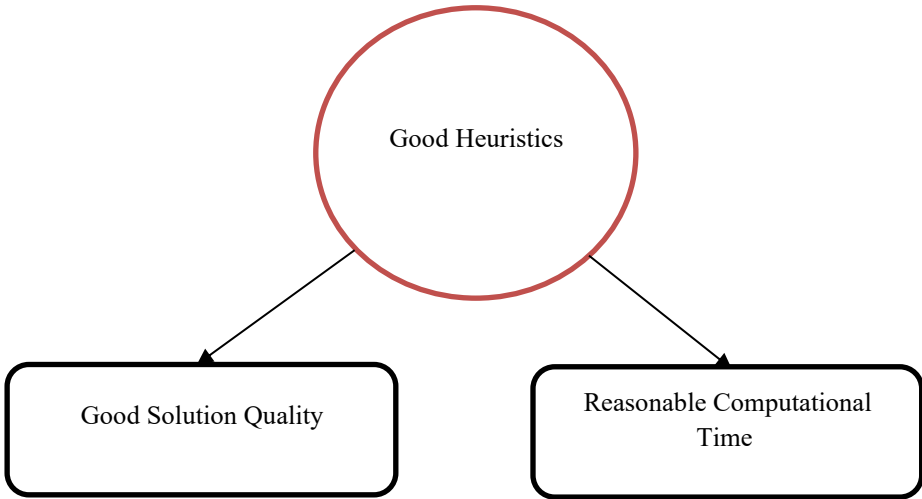 Good Heuristics
Good Solution Quality
Reasonable Computational
Time